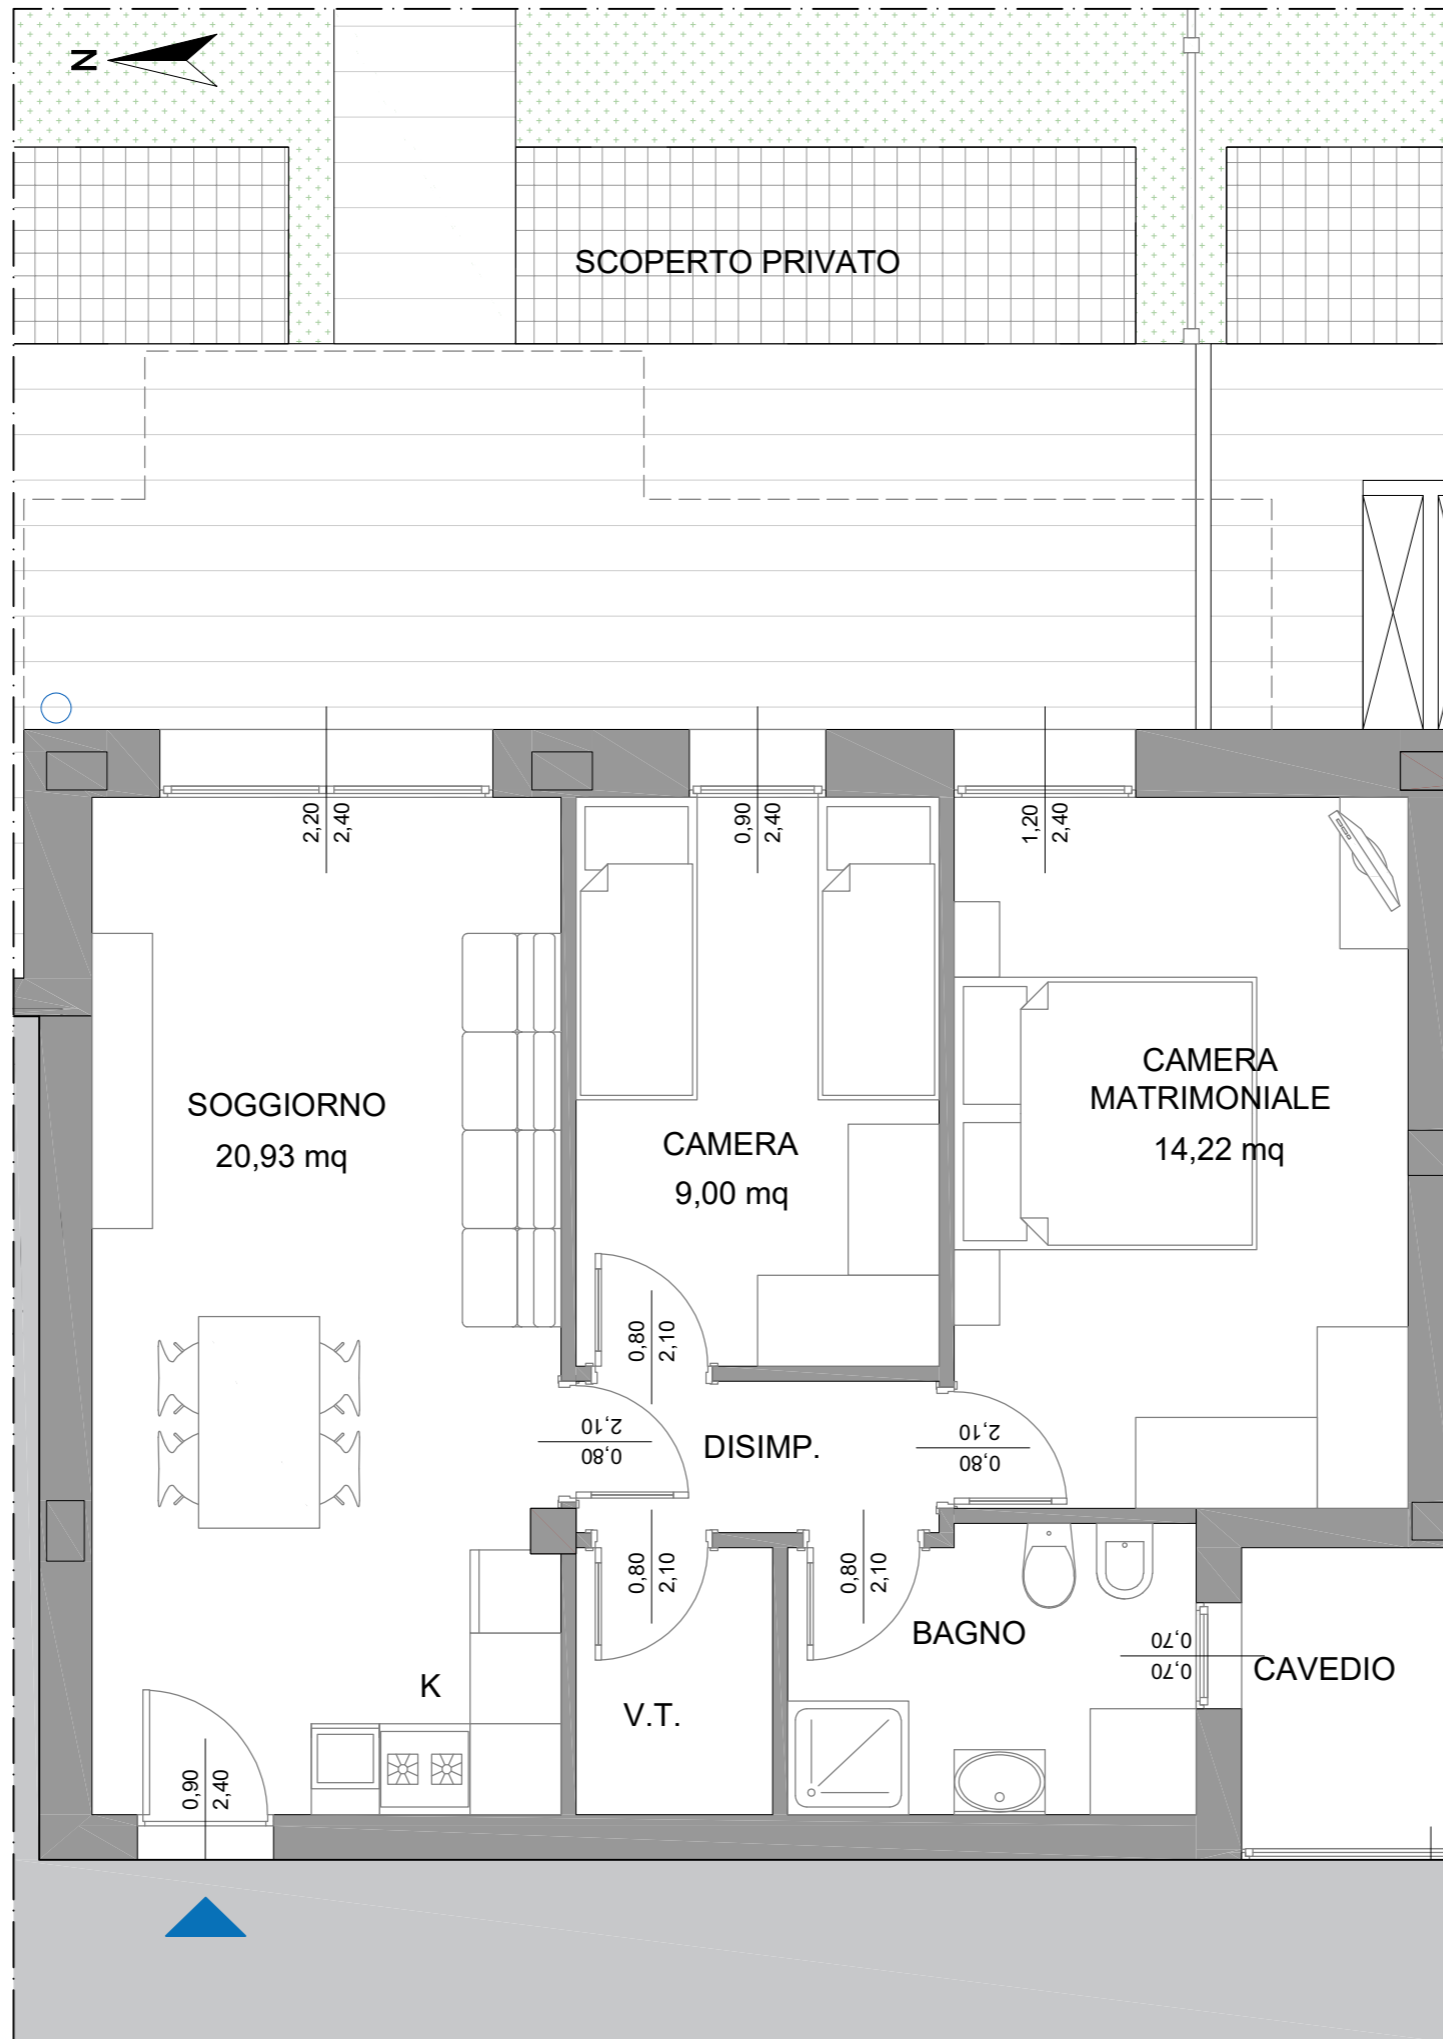 N
SCOPERTO PRIVATO
2,20
2,40
0,90
2,40
1,20
2,40
SOGGIORNO
20,93 mq
CAMERA
9,00 mq
CAMERA
MATRIMONIALE
14,22 mq
0,80
2,10
2,10
0,80
DISIMP.
2,10
0,80
0,80
2,10
0,80
2,10
BAGNO
0,70
0,70
CAVEDIO
K
V.T.
0,90
2,40